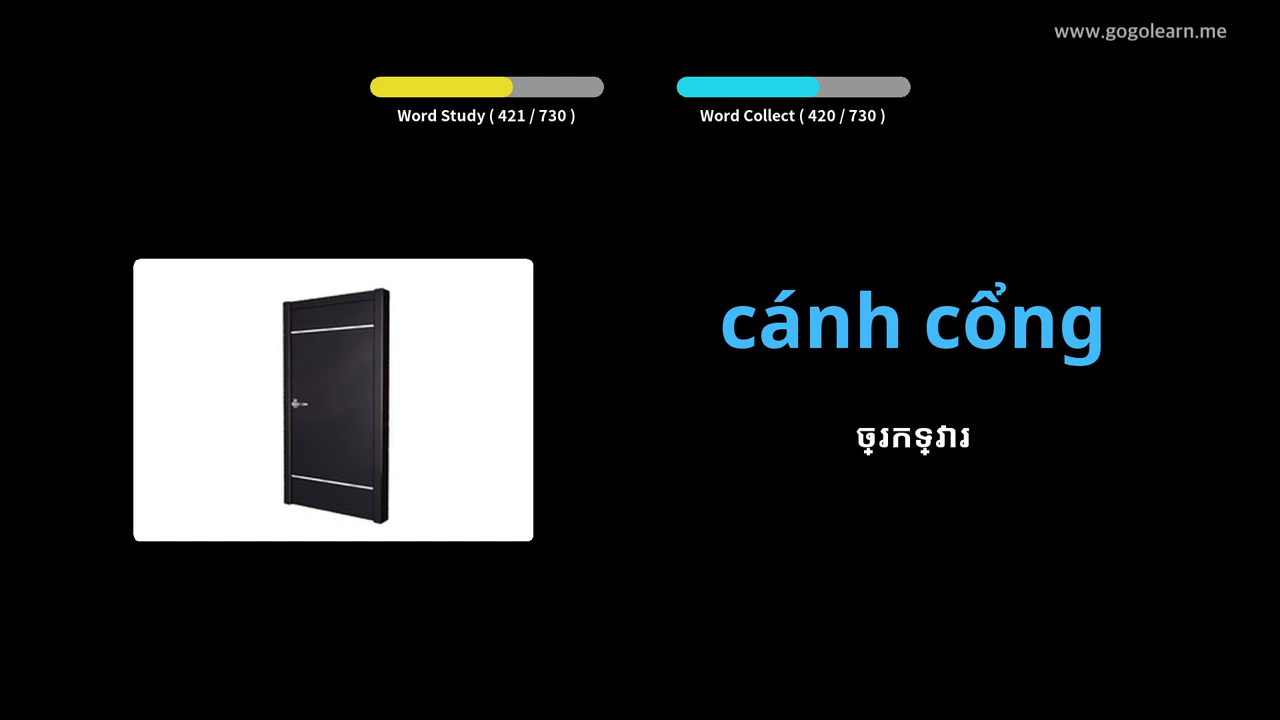 www.gogolearn.me
Word Study ( 421 / 730 )
Word Collect ( 420 / 730 )
cánh cổng
ច្រកទ្វារ